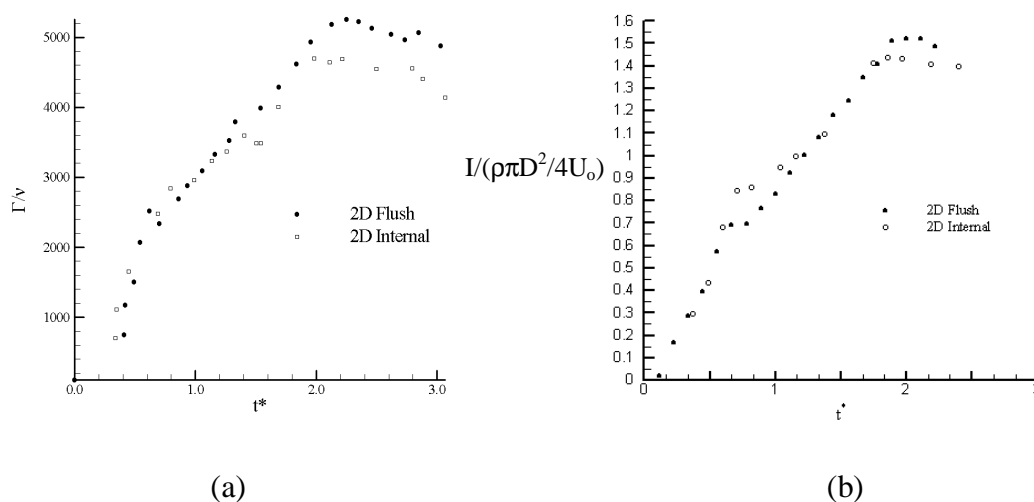 5000
4000
3000
2000
1000
Γ/ν
0.0
1.0
2.0
3.0
t*
2D Flush
2D Internal
(a)
I/(ρπD²/4Uₒ)
1.6
1.5
1.4
1.3
1.2
1.1
1
0.9
0.8
0.7
0.6
0.5
0.4
0.3
0.2
0.1
0
0
1
2
t*
2D Flush
2D Internal
(b)